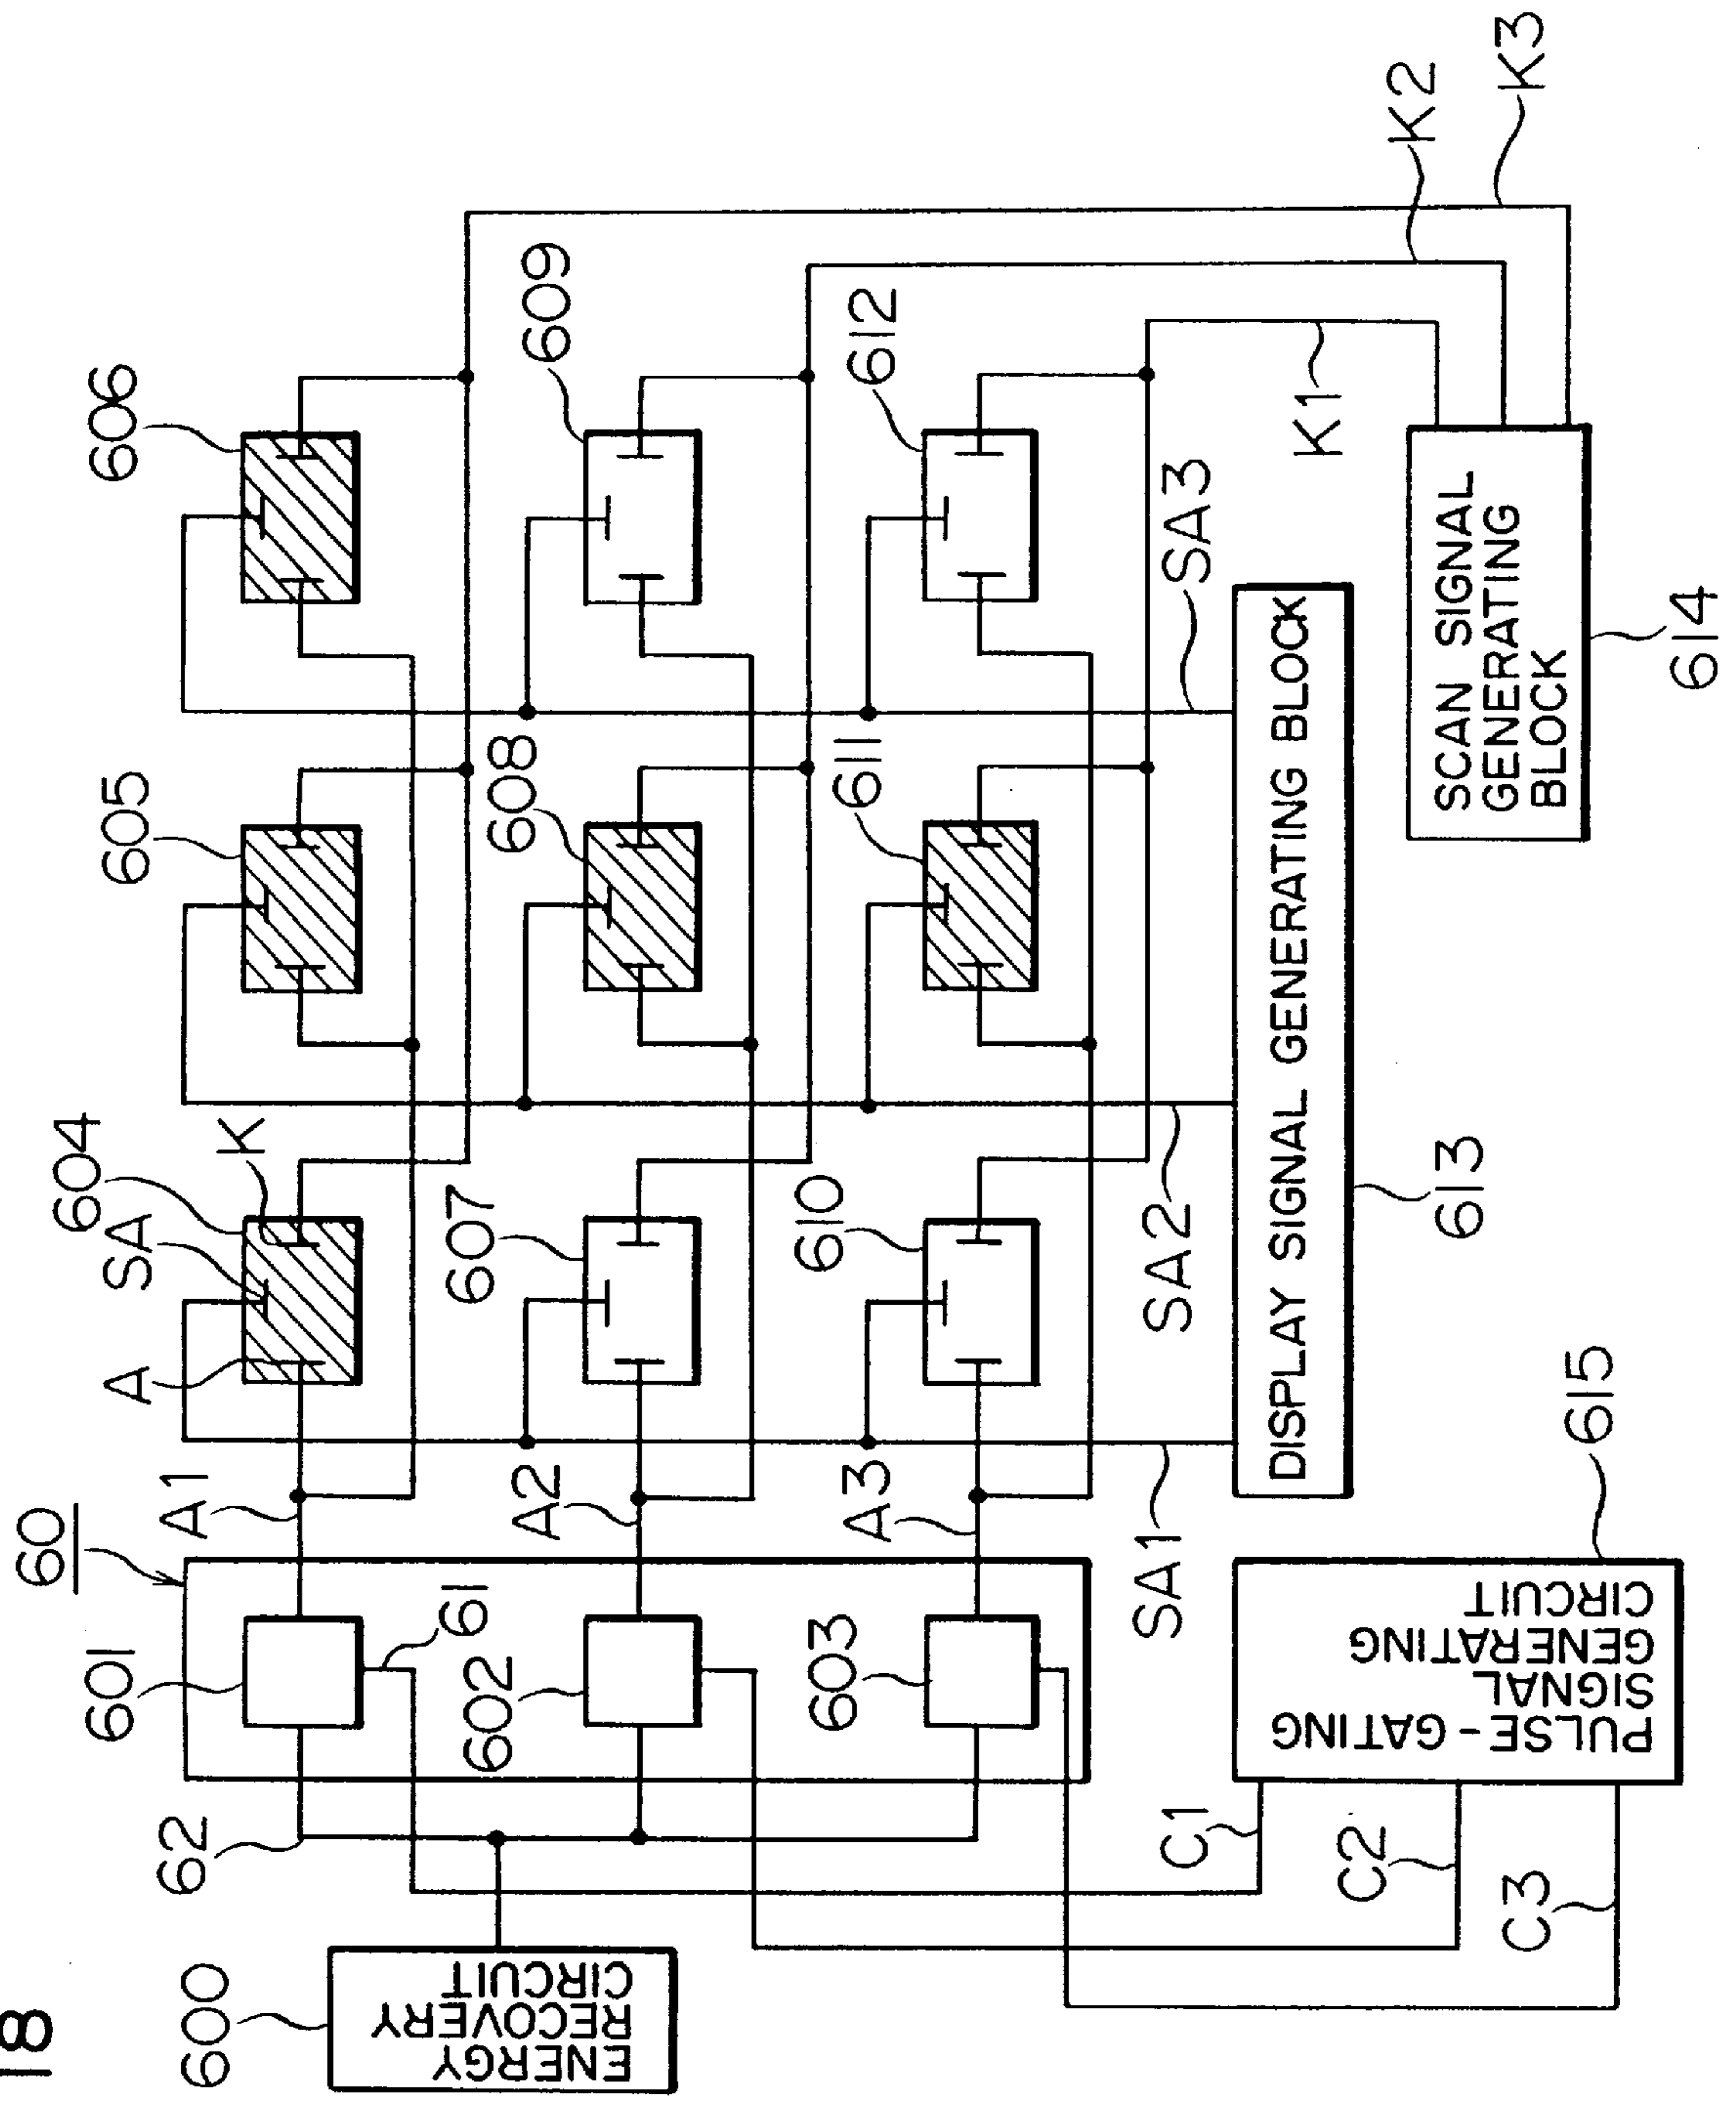 18
600
ENERGY
RECOVERY
CIRCUIT
62
60
601
61
602
603
A1
A2
A3
A
SA
K
604
605
606
607
608
609
610
611
612
SA1
SA2
SA3
K1
K2
K3
C1
C2
C3
PULSE-GATING
SIGNAL
GENERATING
CIRCUIT
615
DISPLAY SIGNAL GENERATING BLOCK
613
SCAN SIGNAL
GENERATING
BLOCK
614